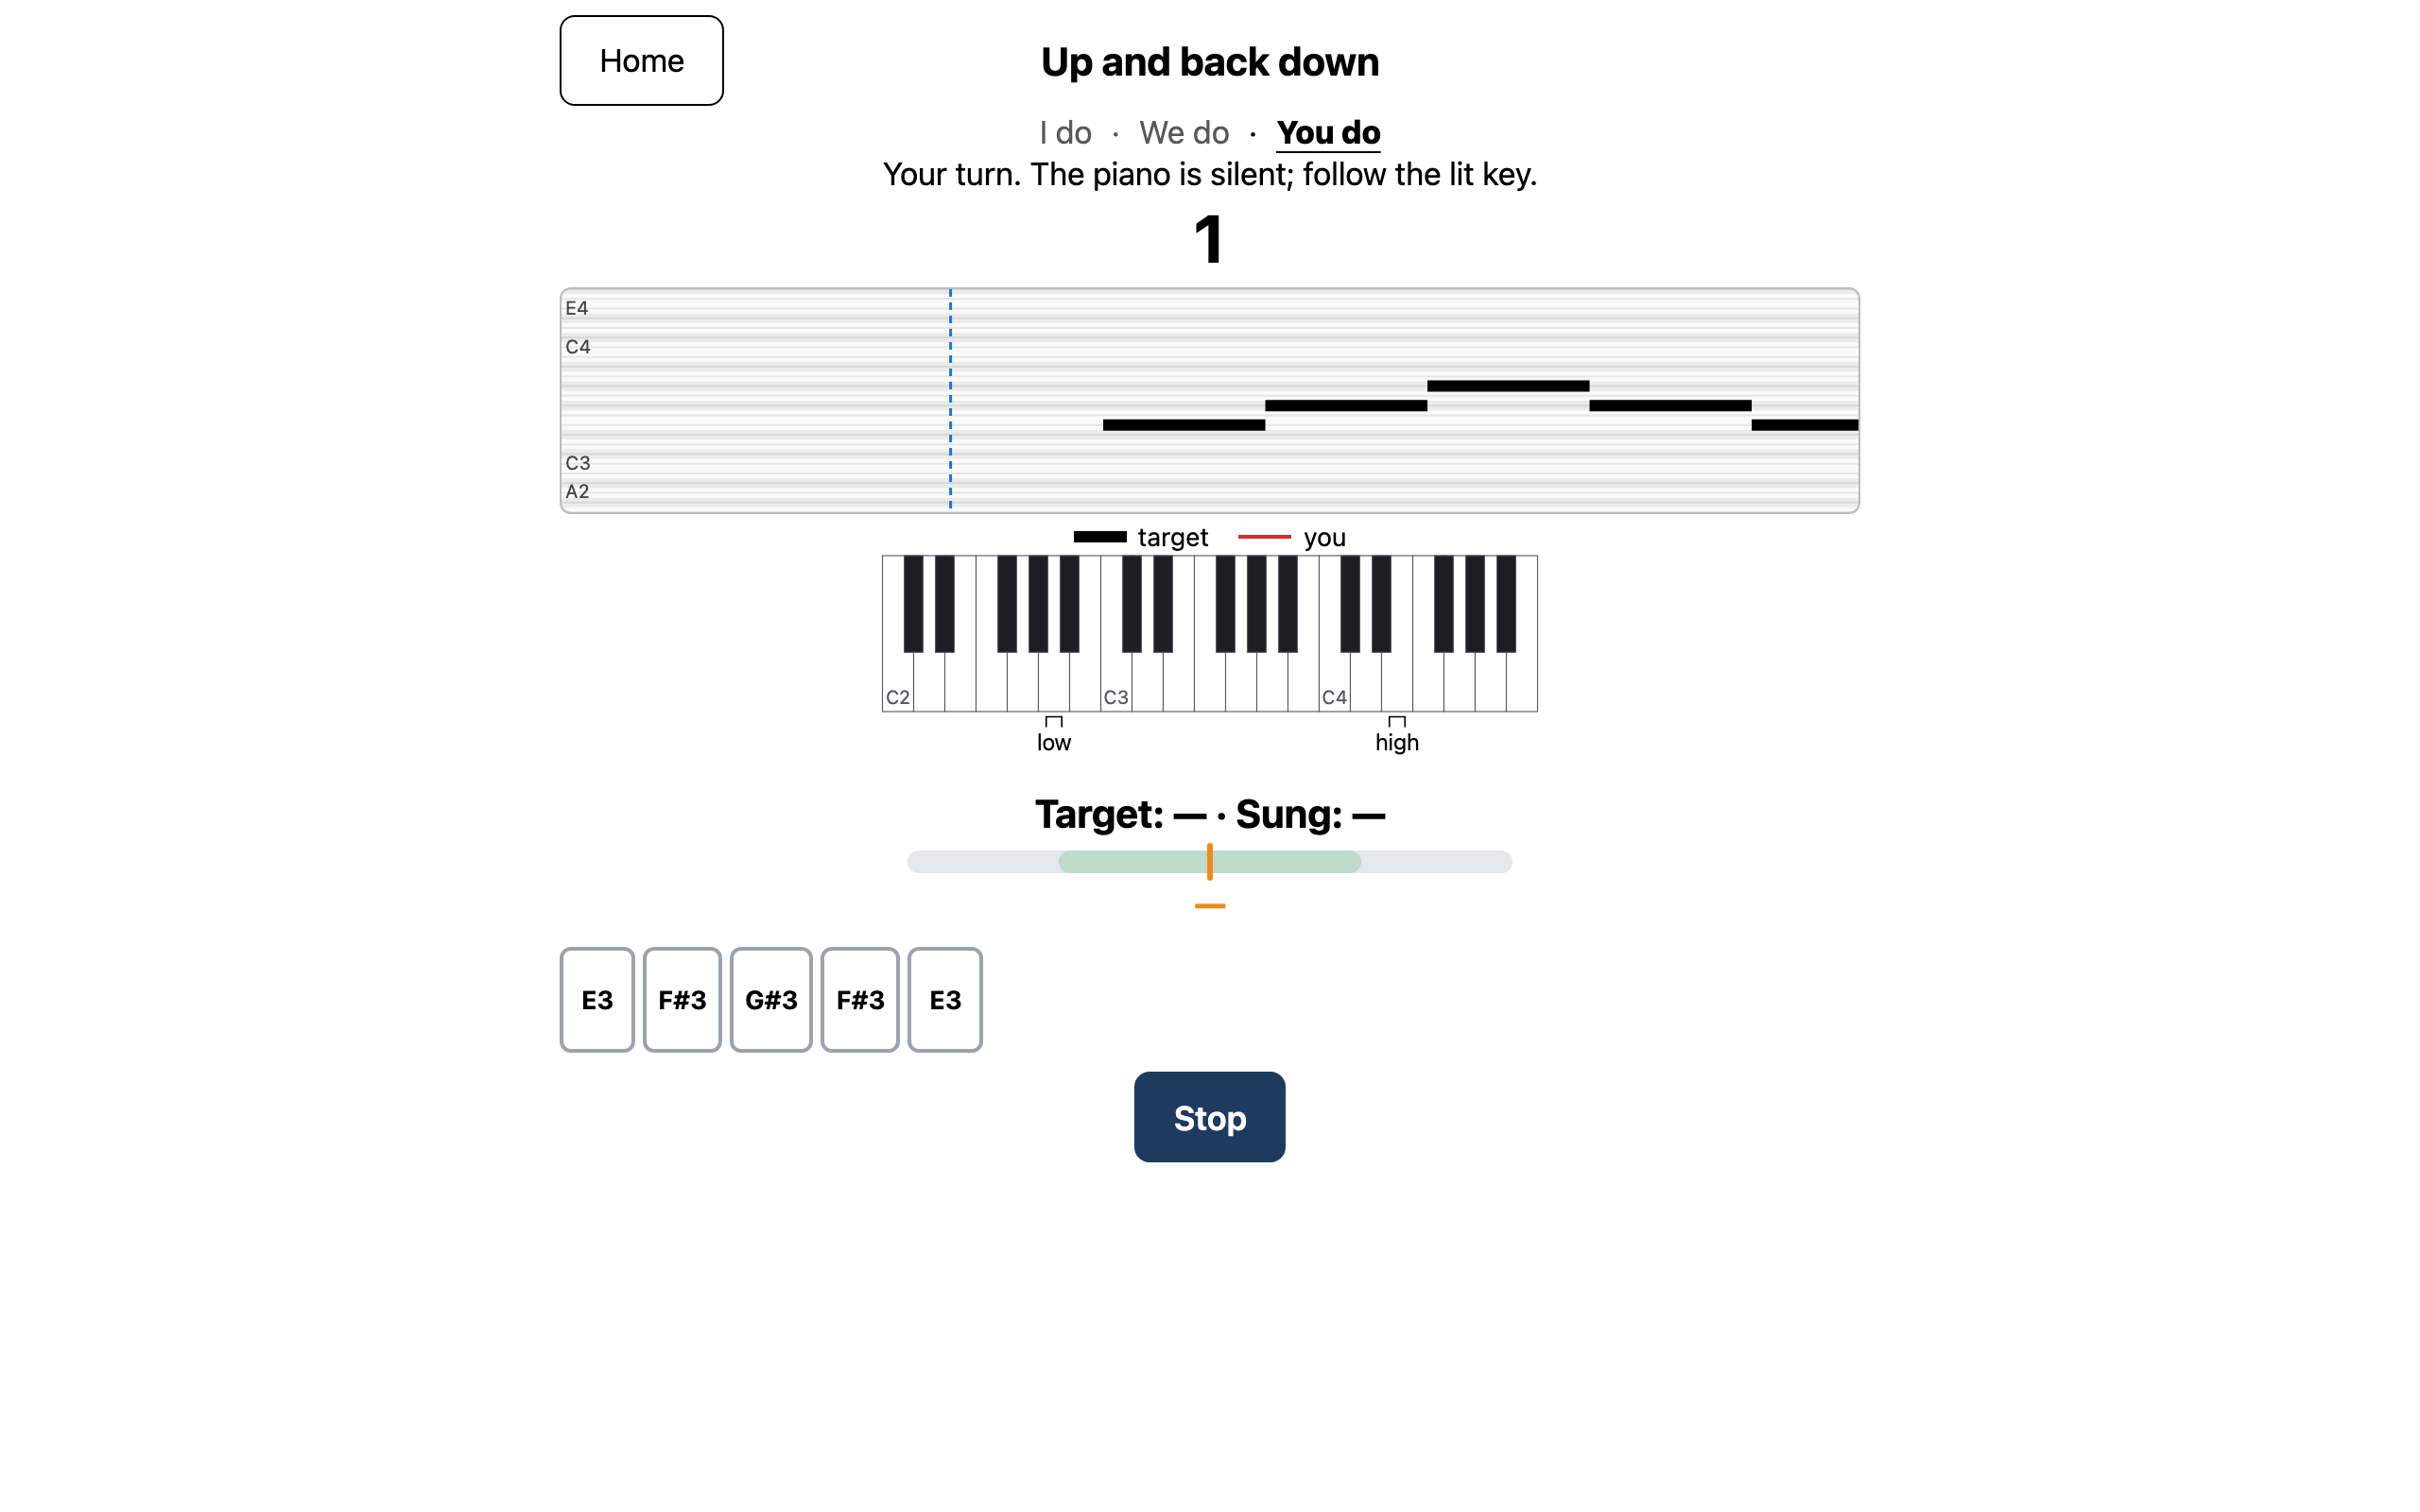 Home
Up and back down
I do · We do · You do
Your turn. The piano is silent; follow the lit key.
1
E4
C4
C3
A2
target you
C2 C3 C4
low high
Target: — · Sung: —
—
E3 F#3 G#3 F#3 E3
Stop